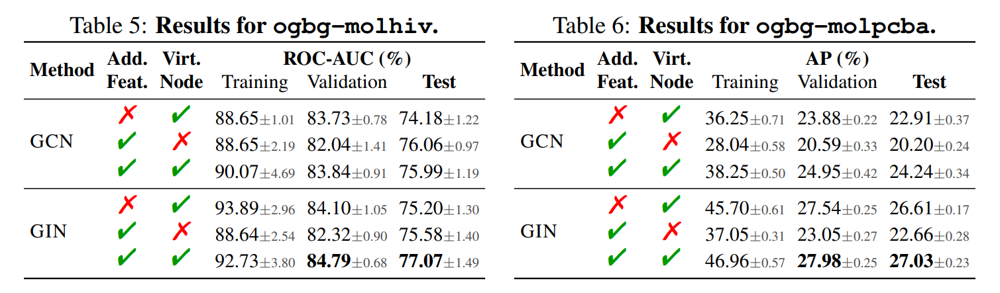 Table 5: Results for ogbg-molhiv.
Method Add. Feat. Virt. Node ROC-AUC (%)
Training Validation Test
GCN
✗ ✓ 88.65±1.01 83.73±0.78 74.18±1.22
✓ ✗ 88.65±2.19 82.04±1.41 76.06±0.97
✓ ✓ 90.07±4.69 83.84±0.91 75.99±1.19
GIN
✗ ✓ 93.89±2.96 84.10±1.05 75.20±1.30
✓ ✗ 88.64±2.54 82.32±0.90 75.58±1.40
✓ ✓ 92.73±3.80 84.79±0.68 77.07±1.49
Table 6: Results for ogbg-molpcba.
Method Add. Feat. Virt. Node AP (%)
Training Validation Test
GCN
✗ ✓ 36.25±0.71 23.88±0.22 22.91±0.37
✓ ✗ 28.04±0.58 20.59±0.33 20.20±0.24
✓ ✓ 38.25±0.50 24.95±0.42 24.24±0.34
GIN
✗ ✓ 45.70±0.61 27.54±0.25 26.61±0.17
✓ ✗ 37.05±0.31 23.05±0.27 22.66±0.28
✓ ✓ 46.96±0.57 27.98±0.25 27.03±0.23